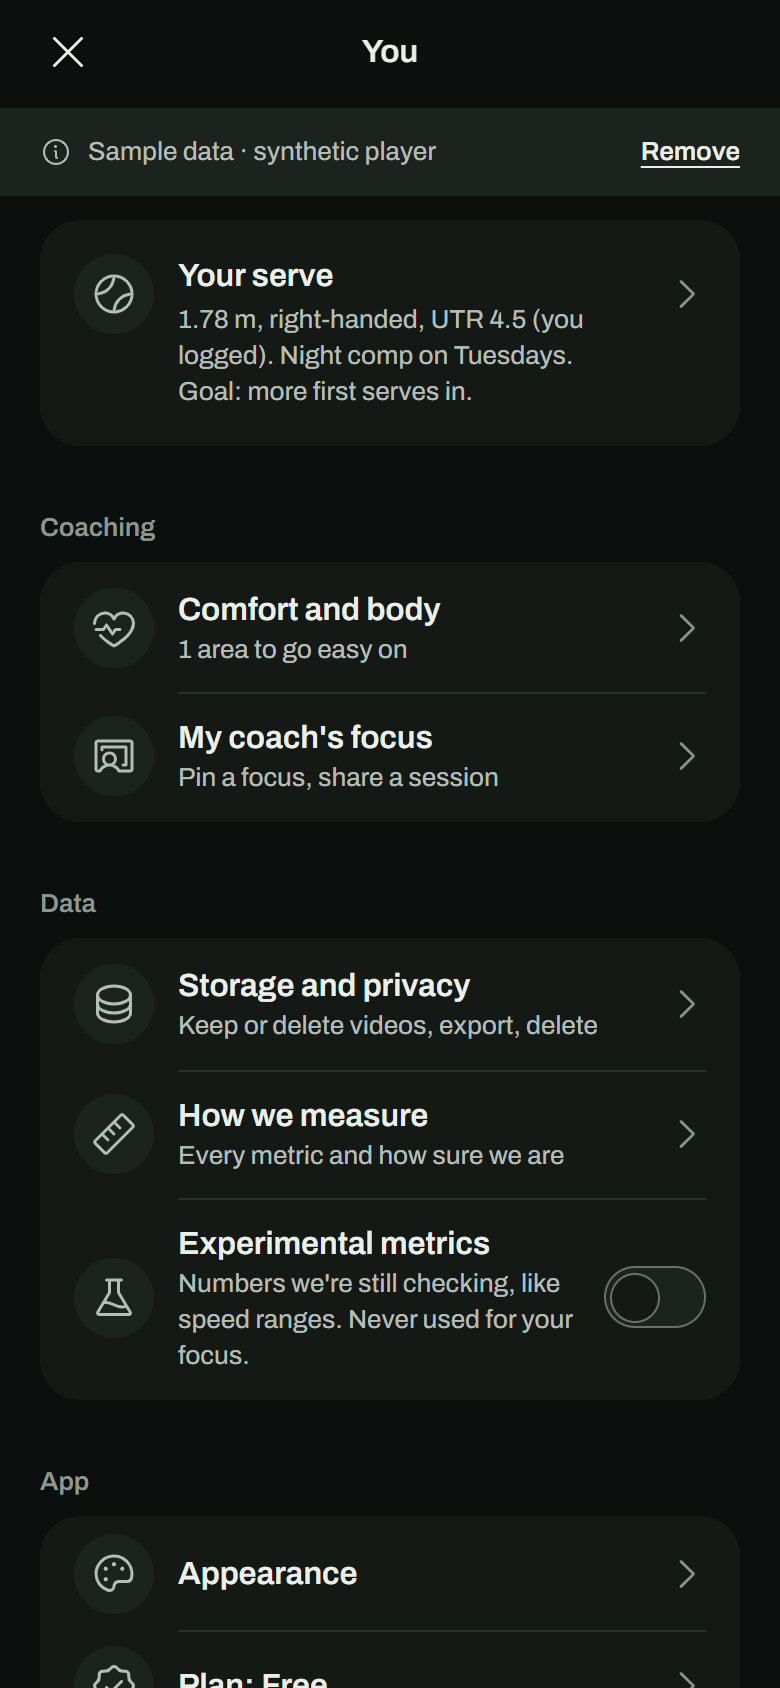 You
Sample data · synthetic player
Remove
Your serve
1.78 m, right-handed, UTR 4.5 (you
logged). Night comp on Tuesdays.
Goal: more first serves in.
Coaching
Comfort and body
1 area to go easy on
My coach's focus
Pin a focus, share a session
Data
Storage and privacy
Keep or delete videos, export, delete
How we measure
Every metric and how sure we are
Experimental metrics
Numbers we're still checking, like
speed ranges. Never used for your
focus.
App
Appearance
Plan: Free